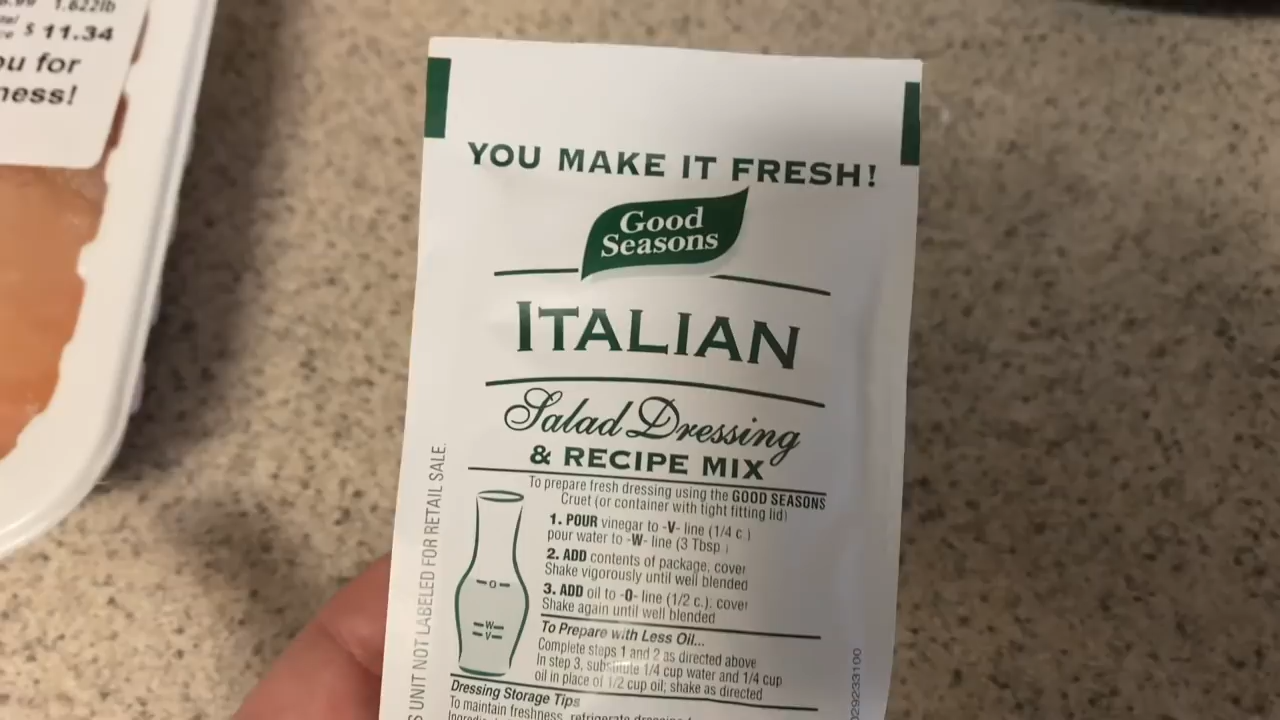 1.622lb
$ 11.34
for
YOU MAKE IT FRESH!
Good
Seasons
ITALIAN
Salad Dressing
& RECIPE MIX
To prepare fresh dressing using the GOOD SEASONS
Cruet (or container with tight fitting lid)
1. POUR vinegar to -V- line (1/4 c.)
pour water to -W- line (3 Tbsp
2. ADD contents of package, cover
Shake vigorously until well blended
3. ADD oil to -O- line (1/2 c.); cover
Shake again until well blended
-O-
-W-
-V-
To Prepare with Less Oil...
Complete steps 1 and 2 as directed above
In step 3, substitute 1/4 cup water and 1/4 cup
oil in place of 1/2 cup oil; shake as directed
Dressing Storage Tips
To maintain freshness, refrigerate
UNIT NOT LABELED FOR RETAIL SALE.
029233100